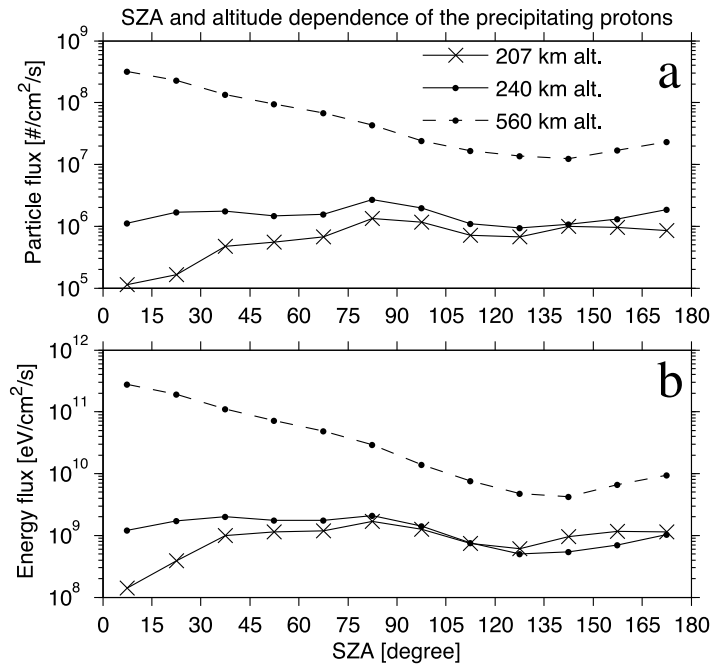 SZA and altitude dependence of the precipitating protons
10^9
10^8
10^7
10^6
10^5
Particle flux [#/cm^2/s]
a
207 km alt.
240 km alt.
560 km alt.
0 15 30 45 60 75 90 105 120 135 150 165 180
10^12
10^11
10^10
10^9
10^8
Energy flux [eV/cm^2/s]
b
0 15 30 45 60 75 90 105 120 135 150 165 180
SZA [degree]